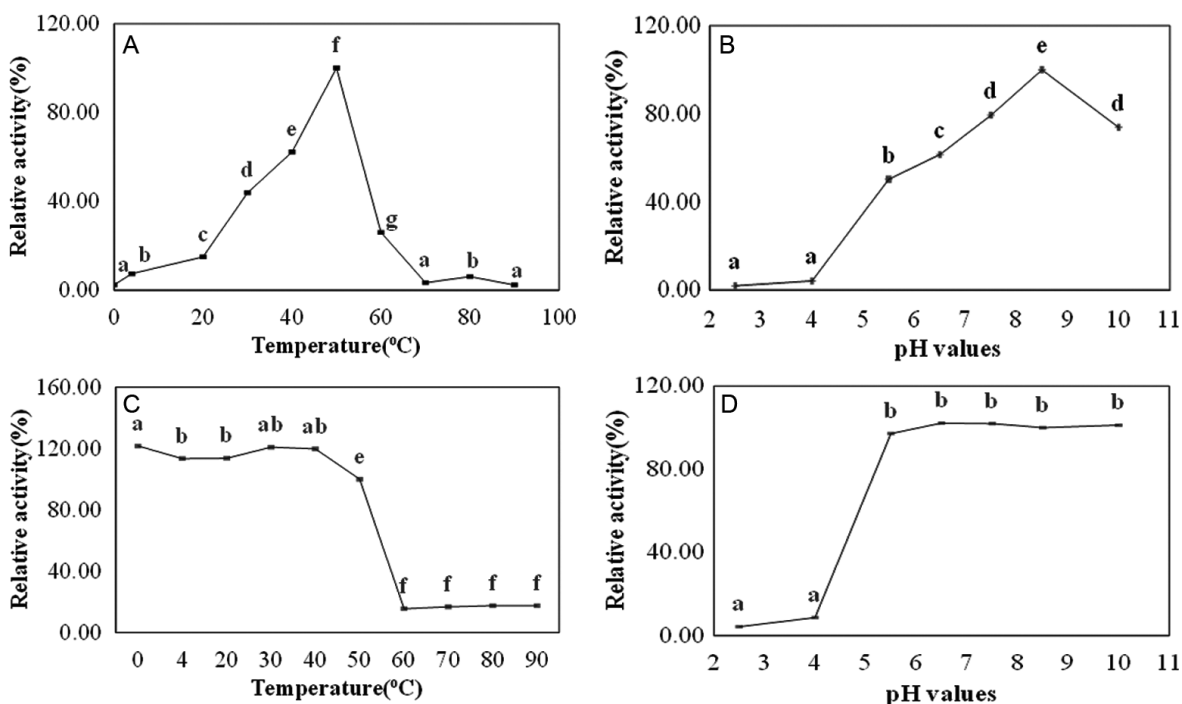 A
Relative activity(%)
120.00
80.00
40.00
0.00
a
b
c
d
e
f
g
a
b
a
0
20
40
60
80
100
Temperature(⁰C)
B
Relative activity(%)
120.00
80.00
40.00
0.00
a
a
b
c
d
e
d
2
3
4
5
6
7
8
9
10
11
pH values
C
Relative activity(%)
160.00
120.00
80.00
40.00
0.00
a
b
b
ab
ab
e
f
f
f
f
0
4
20
30
40
50
60
70
80
90
Temperature(⁰C)
D
Relative activity(%)
120.00
80.00
40.00
0.00
a
a
b
b
b
b
b
2
3
4
5
6
7
8
9
10
11
pH values